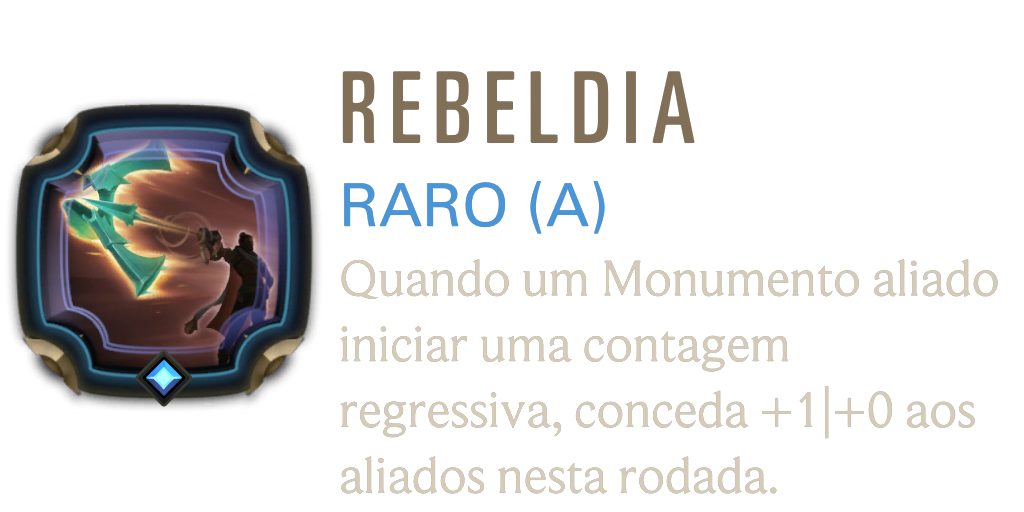 REBELDIA
RARO (A)
Quando um Monumento aliado
iniciar uma contagem
regressiva, conceda +1|+0 aos
aliados nesta rodada.